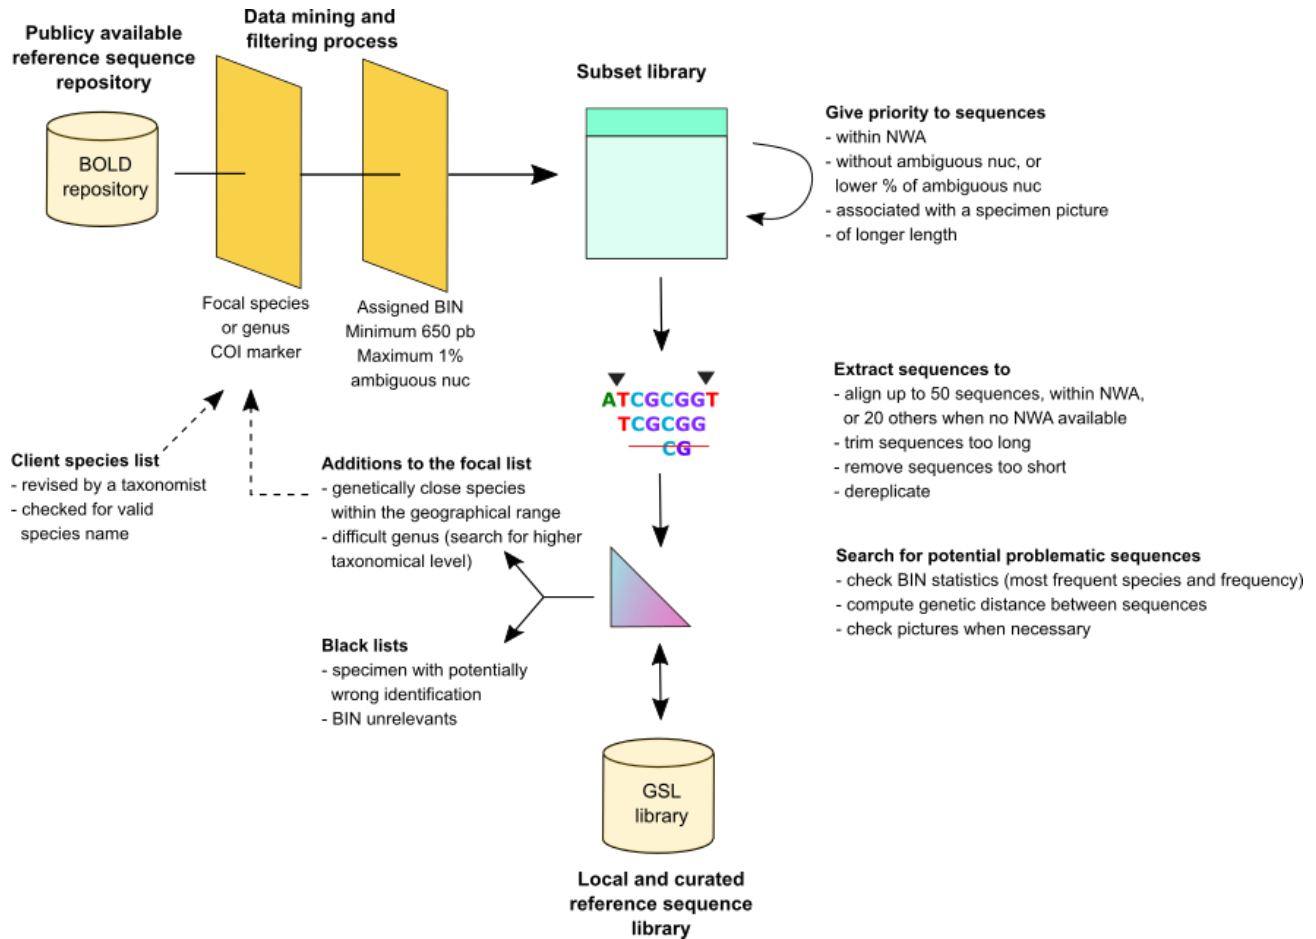 Publicy available
reference sequence
repository
BOLD
repository
Data mining and
filtering process
Focal species
or genus
COI marker
Assigned BIN
Minimum 650 pb
Maximum 1%
ambiguous nuc
Subset library
Give priority to sequences
- within NWA
- without ambiguous nuc, or
lower % of ambiguous nuc
- associated with a specimen picture
- of longer length
ATCGCGGT
TCGCGG
CG
Extract sequences to
- align up to 50 sequences, within NWA,
or 20 others when no NWA available
- trim sequences too long
- remove sequences too short
- dereplicate
Client species list
- revised by a taxonomist
- checked for valid
species name
Additions to the focal list
- genetically close species
within the geographical range
- difficult genus (search for higher
taxonomical level)
Search for potential problematic sequences
- check BIN statistics (most frequent species and frequency)
- compute genetic distance between sequences
- check pictures when necessary
Black lists
- specimen with potentially
wrong identification
- BIN unrelevants
GSL
library
Local and curated
reference sequence
library